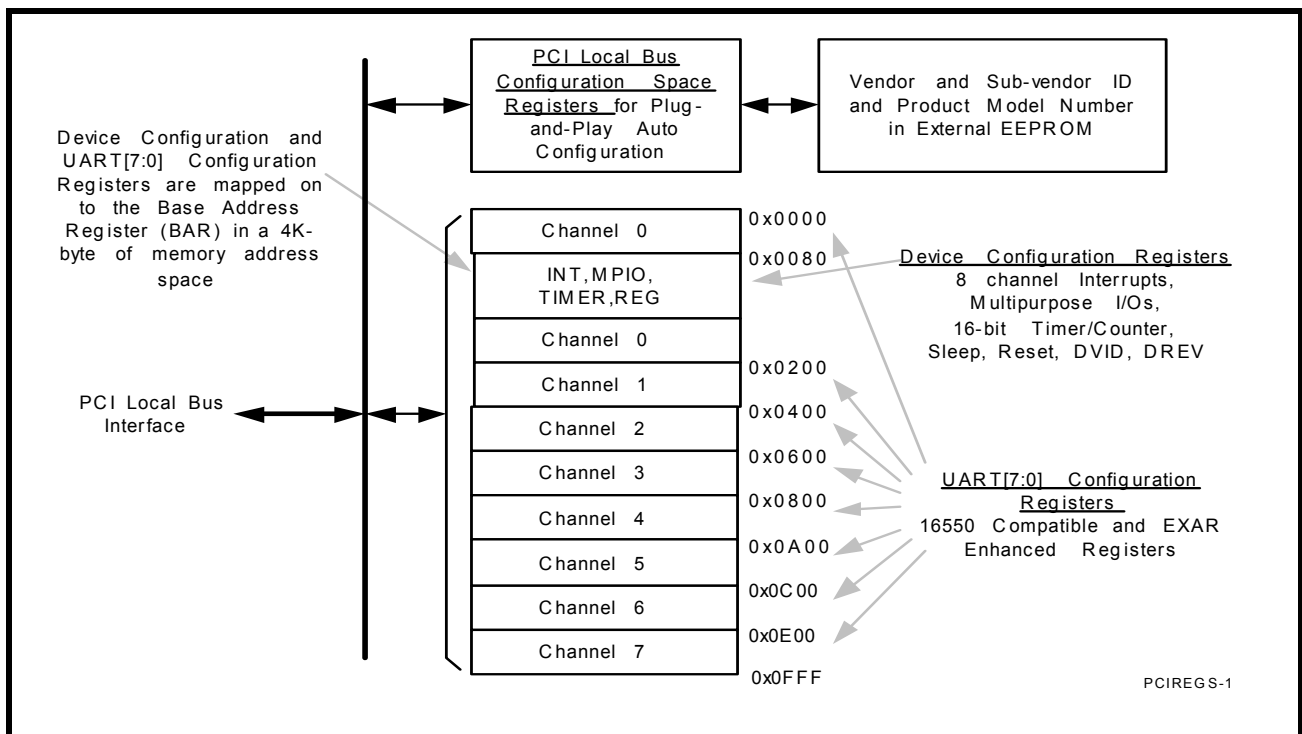 PCI Local Bus
Configuration Space
Registers for Plug-
and-Play Auto
Configuration
Vendor and Sub-vendor ID
and Product Model Number
in External EEPROM
Device Configuration and
UART[7:0] Configuration
Registers are mapped on
to the Base Address
Register (BAR) in a 4K-
byte of memory address
space
PCI Local Bus
Interface
Channel 0
INT,MPIO,
TIMER,REG
Channel 0
Channel 1
Channel 2
Channel 3
Channel 4
Channel 5
Channel 6
Channel 7
0x0000
0x0080
0x0200
0x0400
0x0600
0x0800
0x0A00
0x0C00
0x0E00
0x0FFF
Device Configuration Registers
8 channel Interrupts,
Multipurpose I/Os,
16-bit Timer/Counter,
Sleep, Reset, DVID, DREV
UART[7:0] Configuration
Registers
16550 Compatible and EXAR
Enhanced Registers
PCIREGS-1